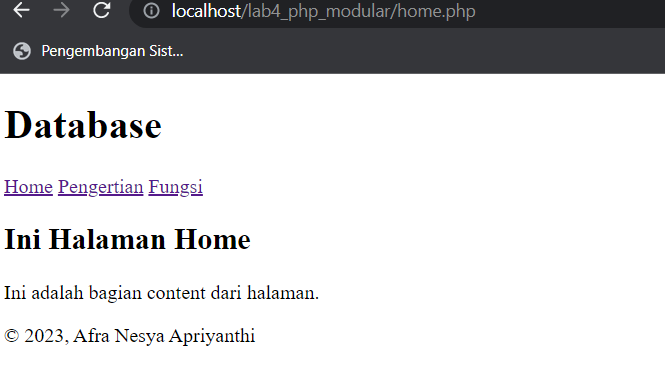 localhost/lab4_php_modular/home.php
Pengembangan Sist...
Database
Home Pengertian Fungsi
Ini Halaman Home
Ini adalah bagian content dari halaman.
© 2023, Afra Nesya Apriyanthi